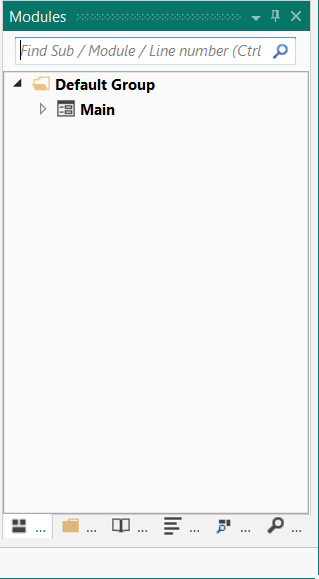 Modules
Find Sub / Module / Line number (Ctrl
Default Group
Main
... ... ... ... ... ...